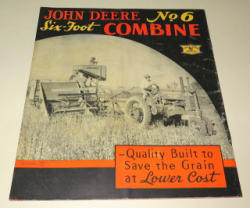 JOHN DEERE No 6
Six-Foot COMBINE
—Quality Built to
Save the Grain
at Lower Cost